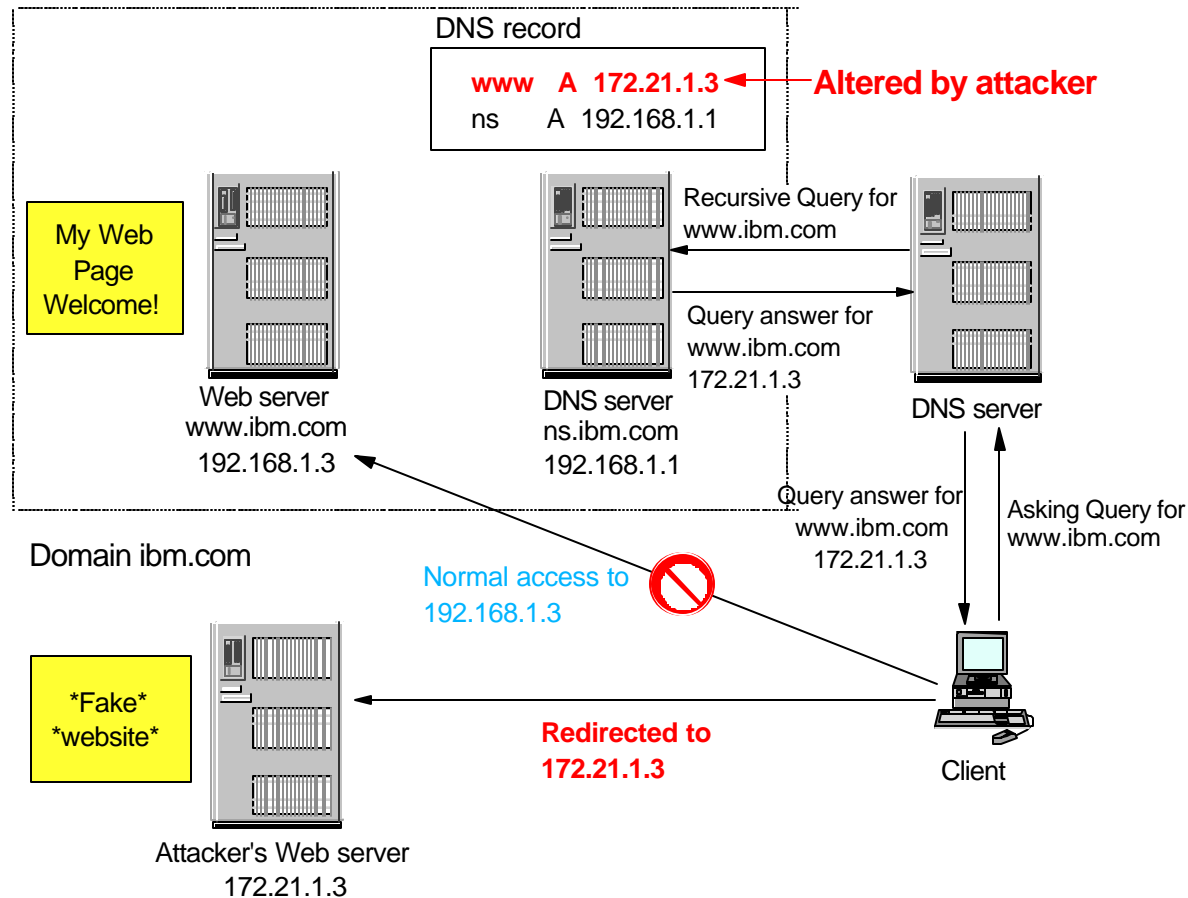 DNS record
www A 172.21.1.3
Altered by attacker
ns A 192.168.1.1
My Web
Page
Welcome!
Recursive Query for
www.ibm.com
Query answer for
www.ibm.com
172.21.1.3
Web server
www.ibm.com
192.168.1.3
DNS server
ns.ibm.com
192.168.1.1
DNS server
Query answer for
www.ibm.com
172.21.1.3
Asking Query for
www.ibm.com
Domain ibm.com
Normal access to
192.168.1.3
*Fake*
*website*
Redirected to
172.21.1.3
Client
Attacker's Web server
172.21.1.3